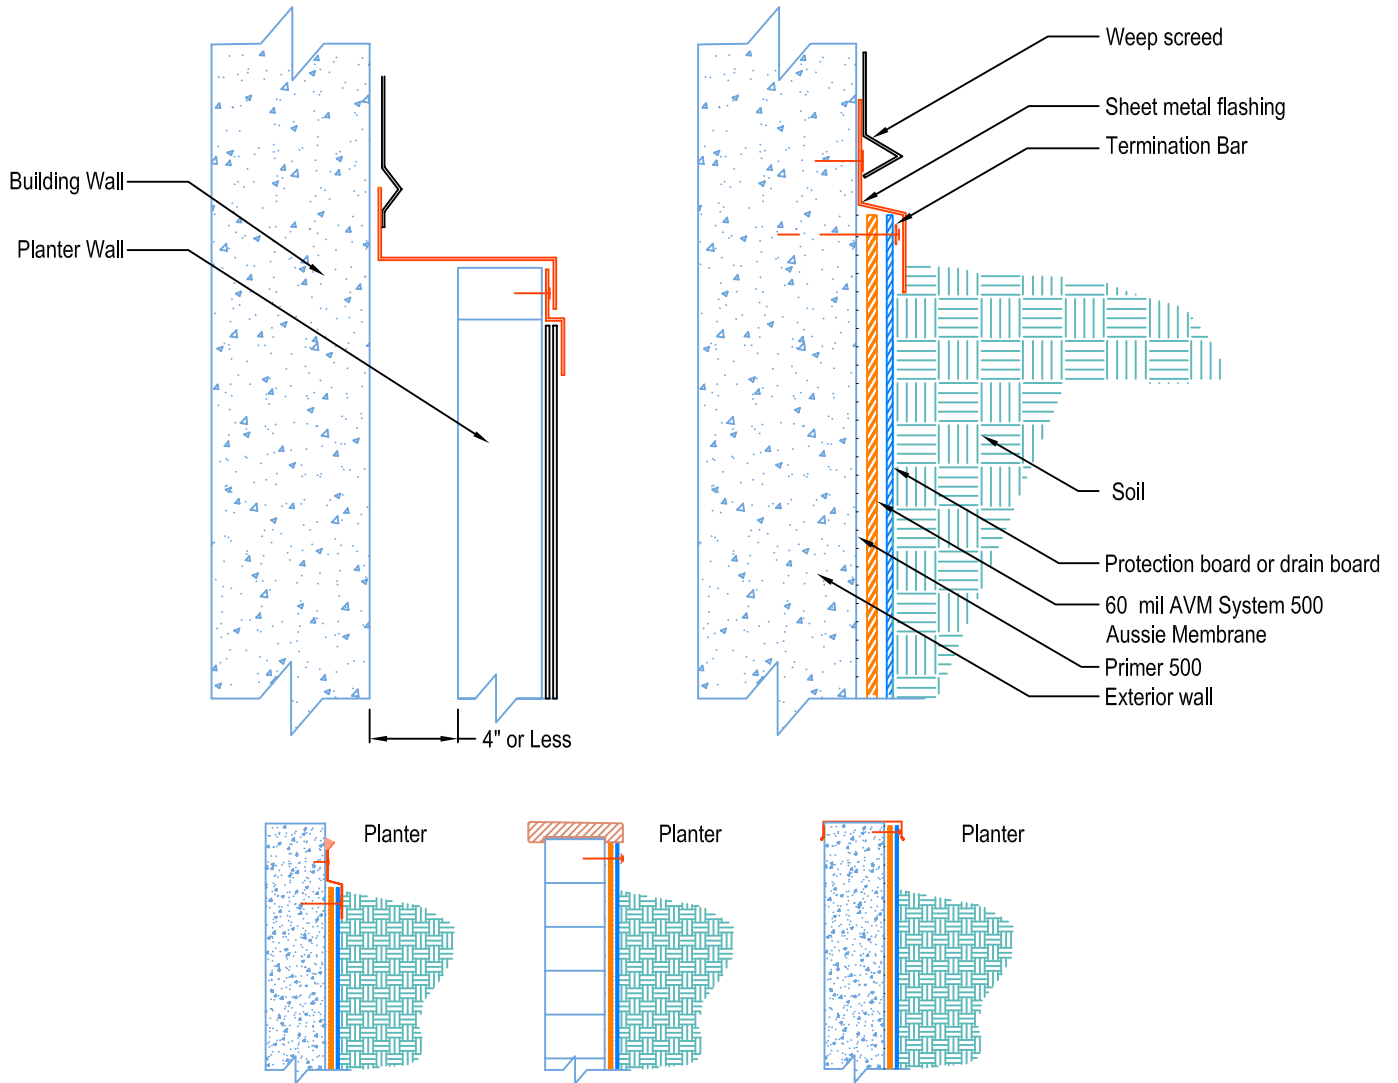 Building Wall
Planter Wall
4" or Less
Weep screed
Sheet metal flashing
Termination Bar
Soil
Protection board or drain board
60 mil AVM System 500
Aussie Membrane
Primer 500
Exterior wall
Planter
Planter
Planter